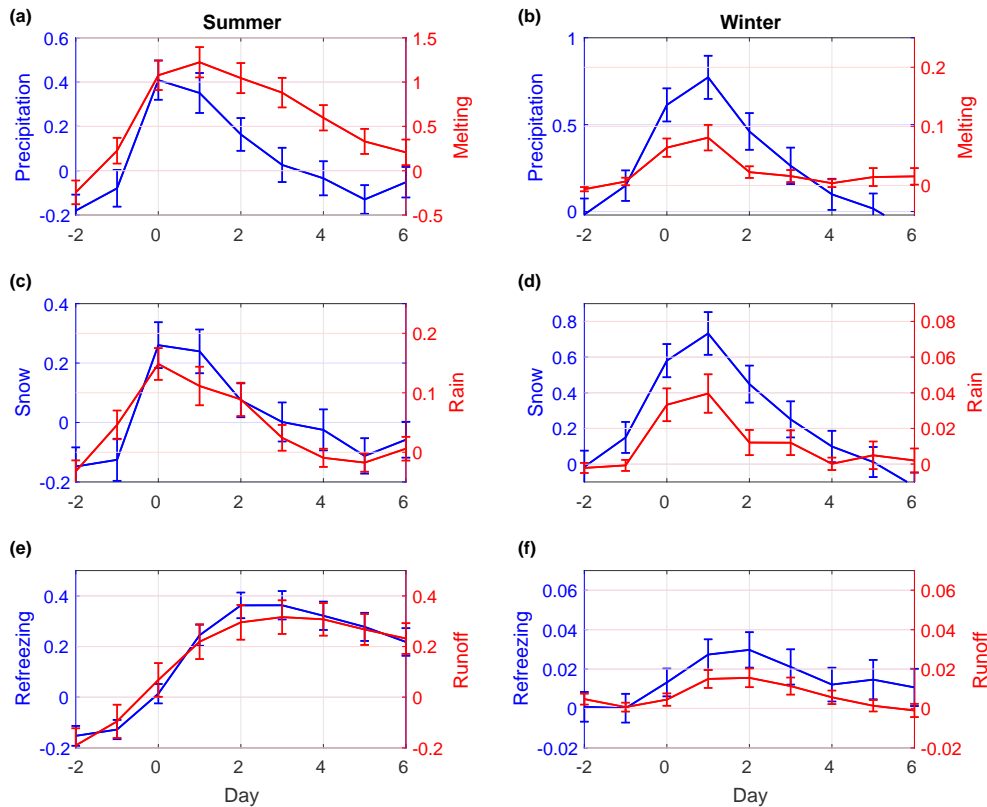 (a) Summer (b) Winter
0.6 1.5 1
0.4 1 0.2
0.2 0.5 0.5 0.1
0 0 0
-0.2 -0.5 0
Precipitation Melting Precipitation Melting
-2 0 2 4 6 -2 0 2 4 6
(c) (d)
0.4 0.8 0.08
0.2 0.2 0.6 0.06
0.1 0.4 0.04
0 0 0.2 0.02
-0.2 0 0
Snow Rain Snow Rain
-2 0 2 4 6 -2 0 2 4 6
(e) (f)
0.4 0.4 0.06 0.06
0.2 0.2 0.04 0.04
0 0 0.02 0.02
-0.2 -0.2 0 0
-0.02 -0.02
Refreezing Runoff Refreezing Runoff
-2 0 2 4 6 -2 0 2 4 6
Day Day